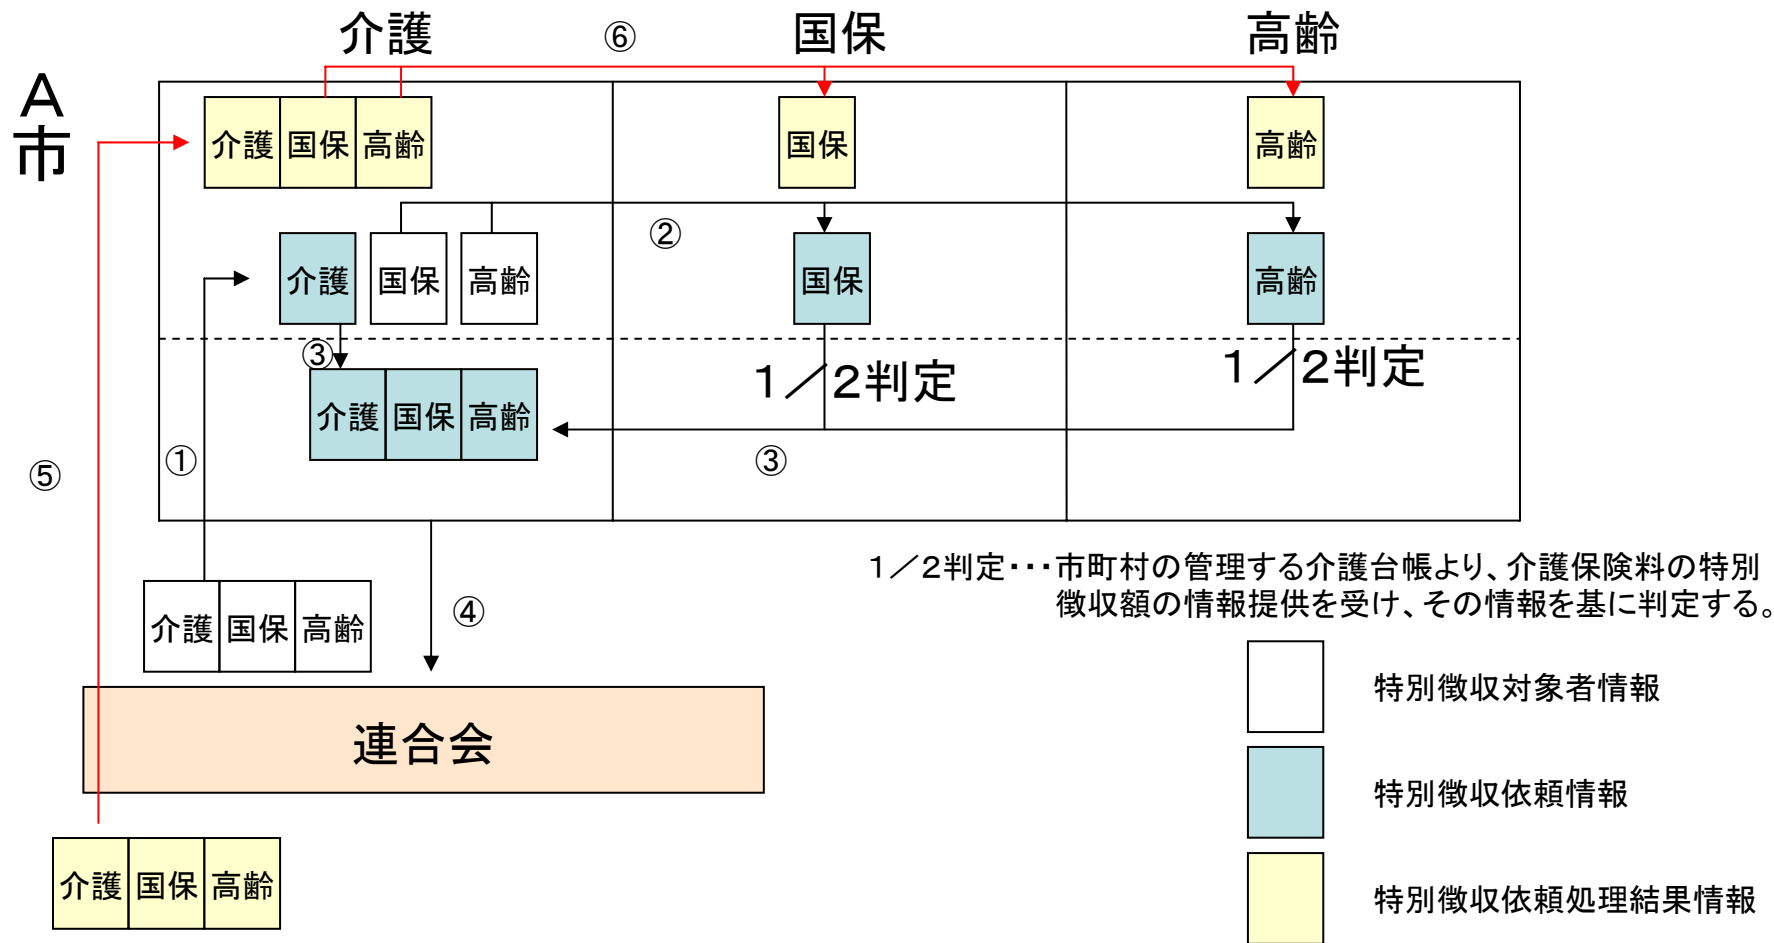 介護
⑥
国保
高齢
A市
介護 国保 高齢
国保
高齢
②
介護
国保
高齢
国保
高齢
③
1／2判定
1／2判定
介護 国保 高齢
①
③
⑤
1／2判定・・・市町村の管理する介護台帳より、介護保険料の特別
徴収額の情報提供を受け、その情報を基に判定する。
介護 国保 高齢
④
特別徴収対象者情報
連合会
特別徴収依頼情報
介護 国保 高齢
特別徴収依頼処理結果情報